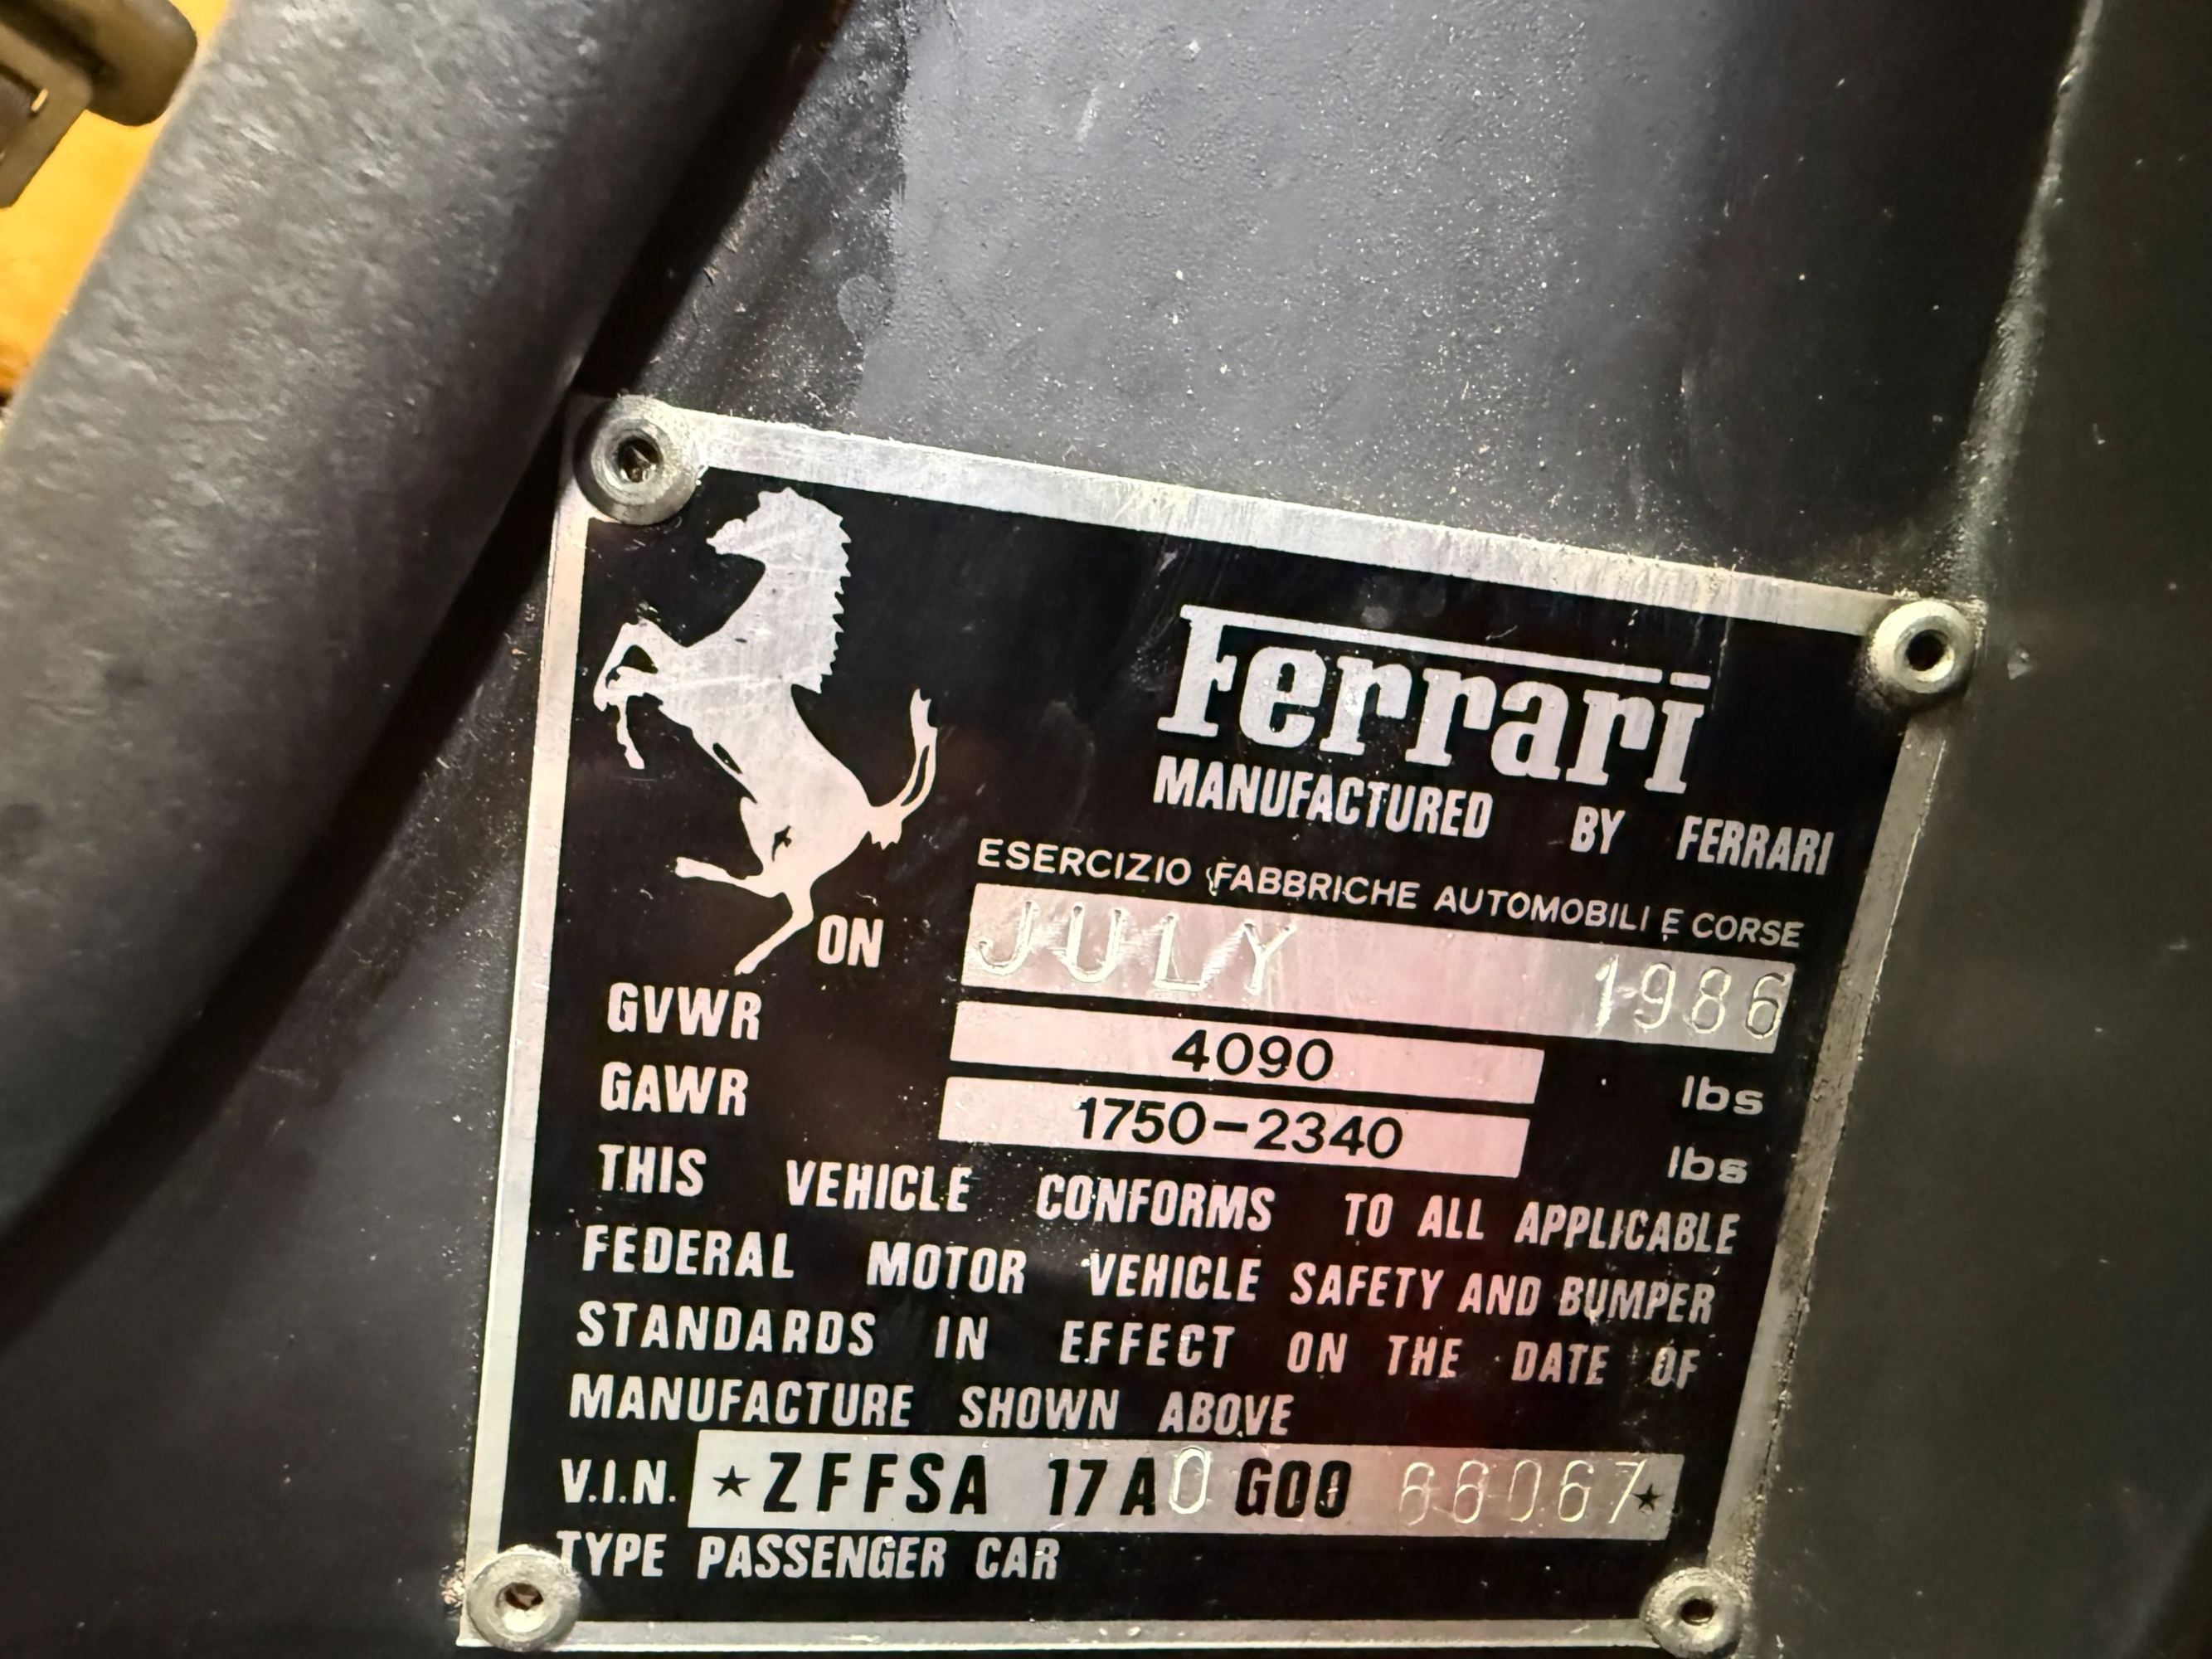 Ferrari
MANUFACTURED BY FERRARI
ESERCIZIO FABBRICHE AUTOMOBILI E CORSE
ON JULY 1986
GVWR 4090 lbs
GAWR 1750-2340 lbs
THIS VEHICLE CONFORMS TO ALL APPLICABLE
FEDERAL MOTOR VEHICLE SAFETY AND BUMPER
STANDARDS IN EFFECT ON THE DATE OF
MANUFACTURE SHOWN ABOVE
V.I.N. ★ZFFSA 17A0 G00 ★
TYPE PASSENGER CAR